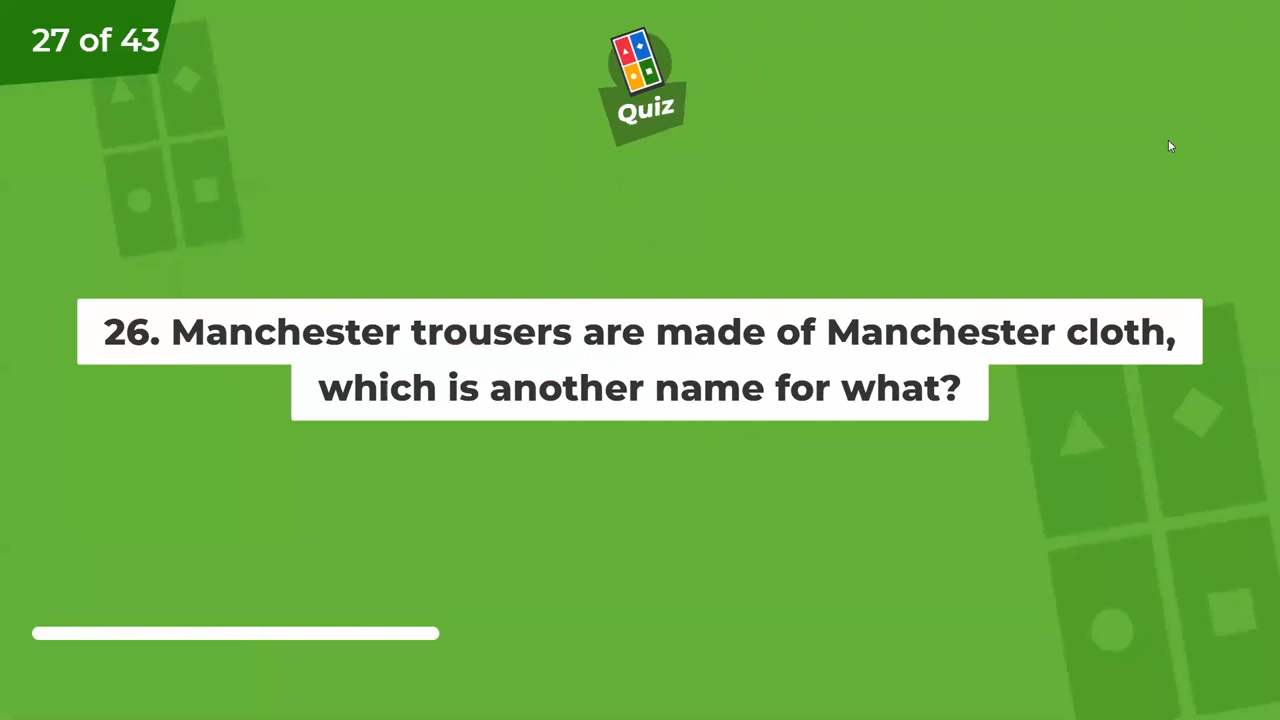 27 of 43
Quiz
26. Manchester trousers are made of Manchester cloth,
which is another name for what?